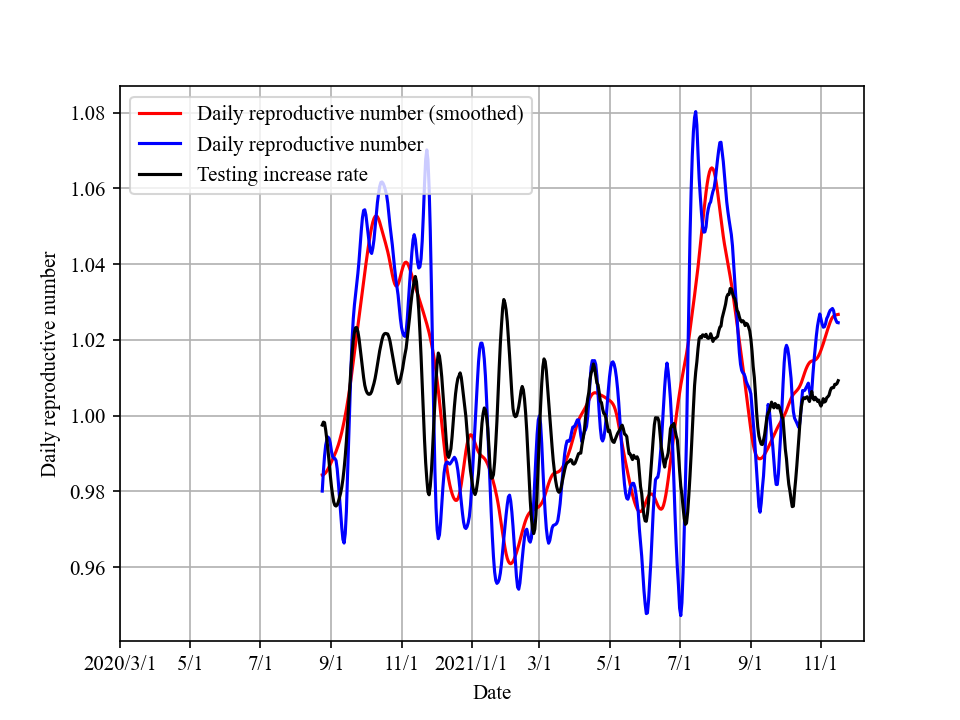 Daily reproductive number (smoothed)
Daily reproductive number
Testing increase rate
Daily reproductive number
1.08
1.06
1.04
1.02
1.00
0.98
0.96
2020/3/1 5/1 7/1 9/1 11/1 2021/1/1 3/1 5/1 7/1 9/1 11/1
Date